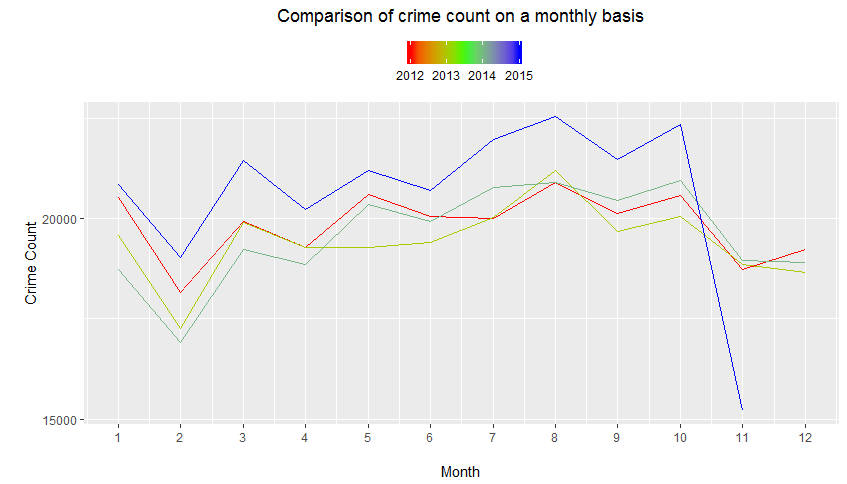 Comparison of crime count on a monthly basis
2012 2013 2014 2015
Crime Count
20000
15000
1 2 3 4 5 6 7 8 9 10 11 12
Month